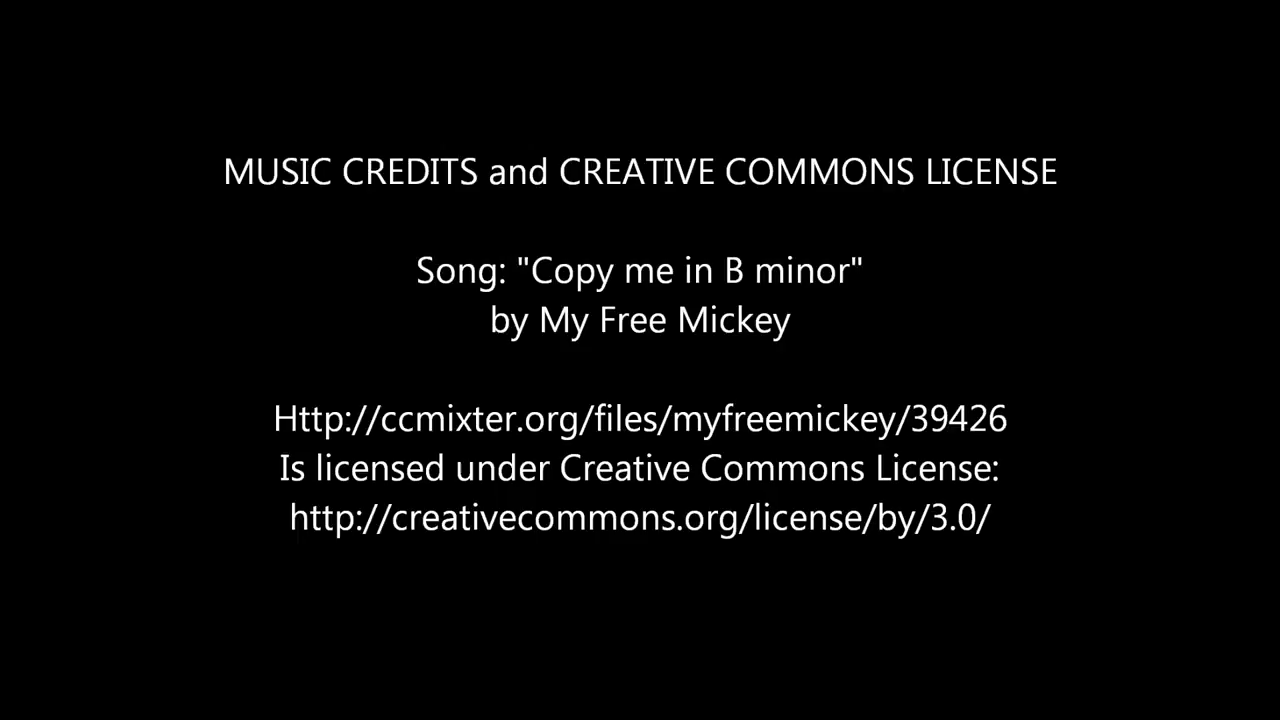 MUSIC CREDITS and CREATIVE COMMONS LICENSE
Song: "Copy me in B minor"
by My Free Mickey
Http://ccmixter.org/files/myfreemickey/39426
Is licensed under Creative Commons License:
http://creativecommons.org/license/by/3.0/